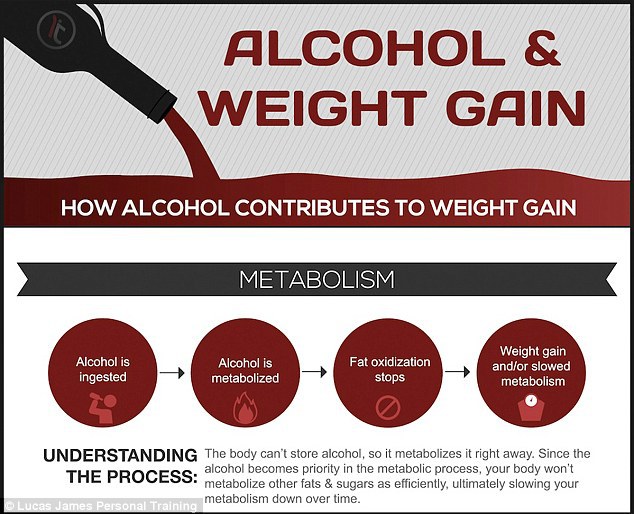 ALCOHOL &
WEIGHT GAIN
HOW ALCOHOL CONTRIBUTES TO WEIGHT GAIN
METABOLISM
Alcohol is
ingested
Alcohol is
metabolized
Fat oxidization
stops
Weight gain
and/or slowed
metabolism
UNDERSTANDING
THE PROCESS:
The body can't store alcohol, so it metabolizes it right away. Since the
alcohol becomes priority in the metabolic process, your body won't
metabolize other fats & sugars as efficiently, ultimately slowing your
metabolism down over time.
© Lucas James Personal Training